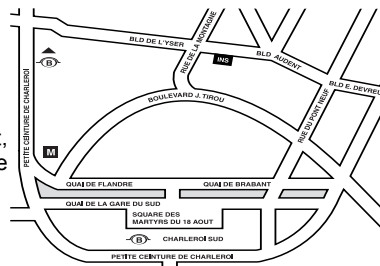 BLD DE L'YSER
RUE DE LA MONTAGNE
INS
BLD AUDENT
BLD E. DEVREU
B
PETITE CEINTURE DE CHARLEROI
BOULEVARD J. TIROU
RUE DU PONT NEUF
M
QUAI DE FLANDRE
QUAI DE BRABANT
QUAI DE LA GARE DU SUD
SQUARE DES
MARTYRS DU 18 AOUT
B
CHARLEROI SUD
PETITE CEINTURE DE CHARLEROI